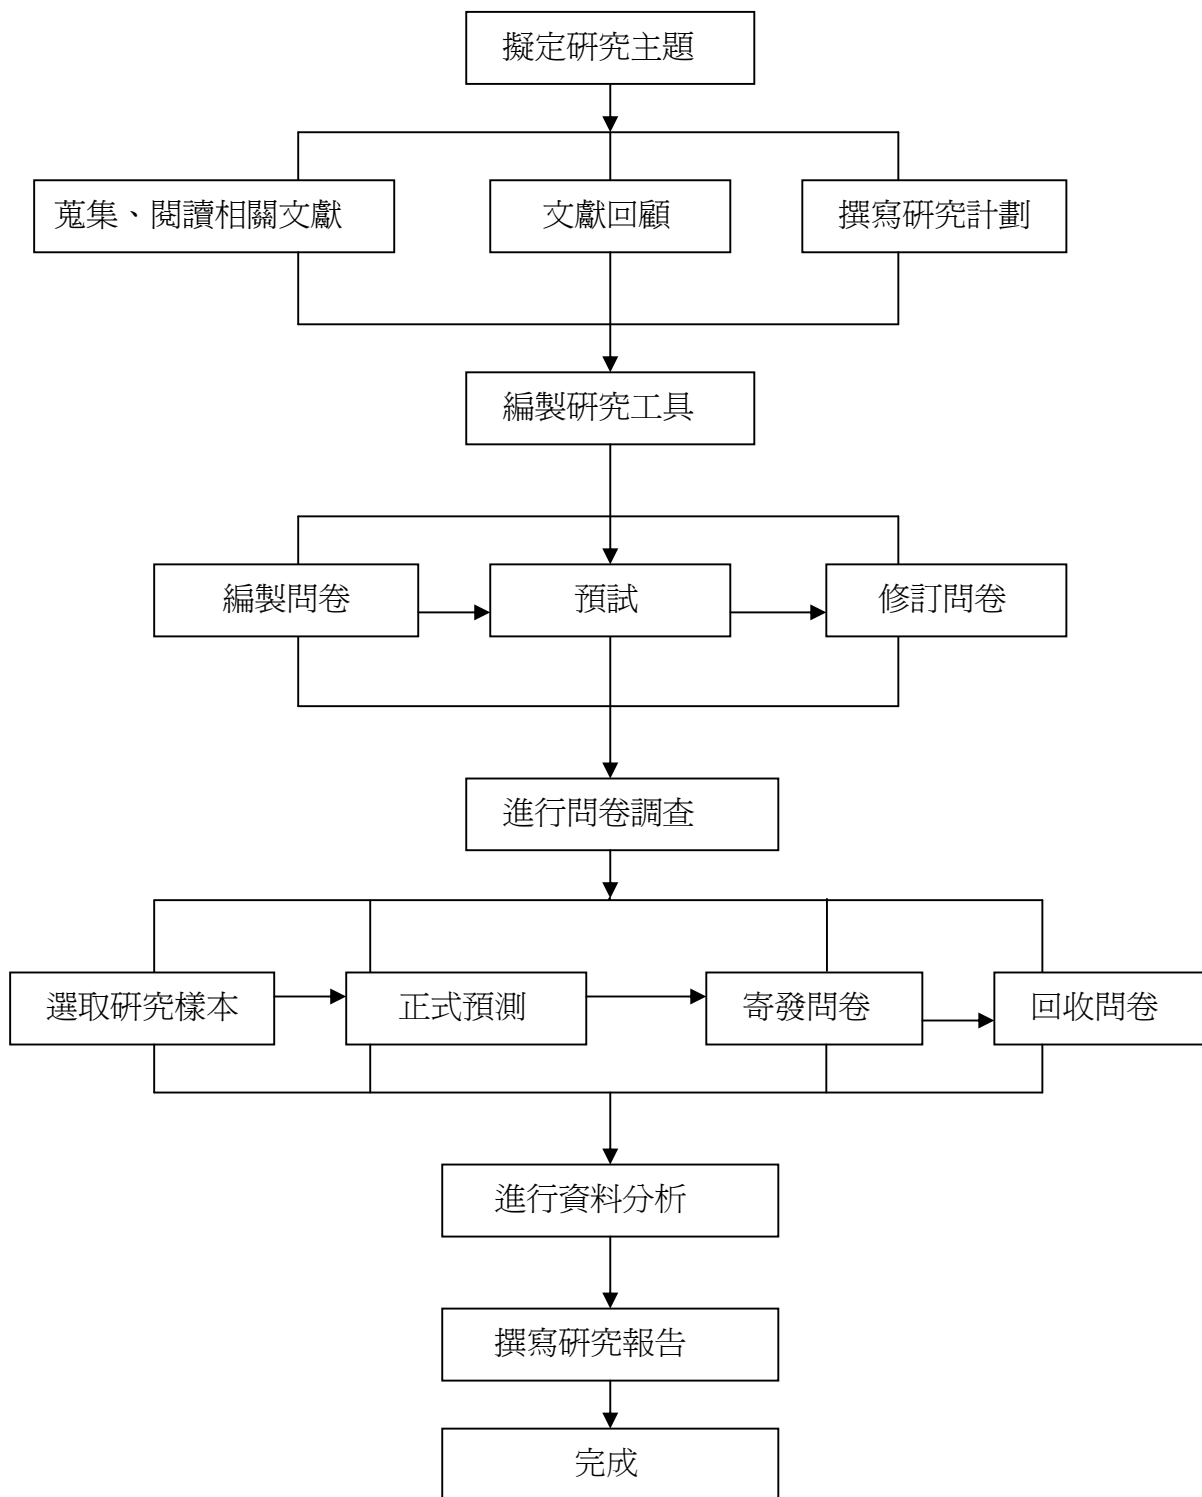 擬定研究主題
蒐集、閱讀相關文獻
文獻回顧
撰寫研究計劃
編製研究工具
編製問卷
預試
修訂問卷
進行問卷調查
選取研究樣本
正式預測
寄發問卷
回收問卷
進行資料分析
撰寫研究報告
完成